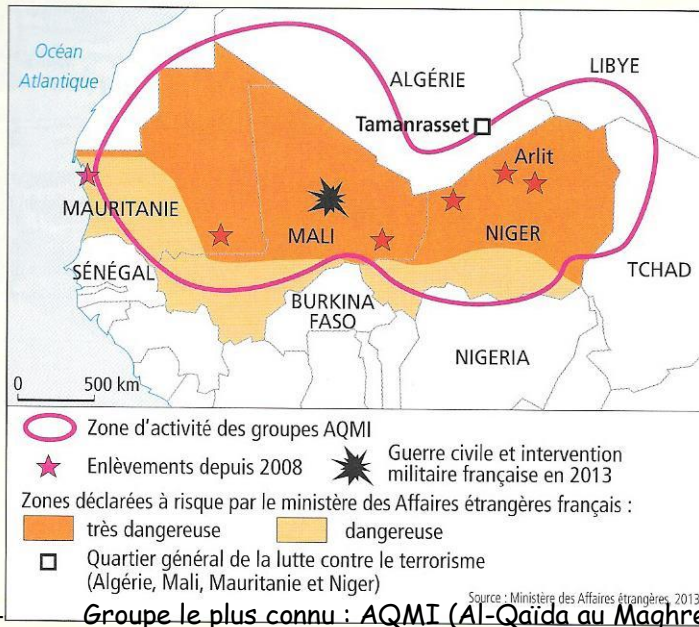 Océan
Atlantique
ALGÉRIE
LIBYE
Tamanrasset
Arlit
MAURITANIE
MALI
NIGER
SÉNÉGAL
TCHAD
BURKINA
FASO
NIGERIA
0 500 km
Zone d'activité des groupes AQMI
Enlèvements depuis 2008
Guerre civile et intervention
militaire française en 2013
Zones déclarées à risque par le ministère des Affaires étrangères français :
très dangereuse
dangereuse
Quartier général de la lutte contre le terrorisme
(Algérie, Mali, Mauritanie et Niger)
Source : Ministère des Affaires étrangères, 2013
Groupe le plus connu : AQMI (Al-Qaïda au Maghre